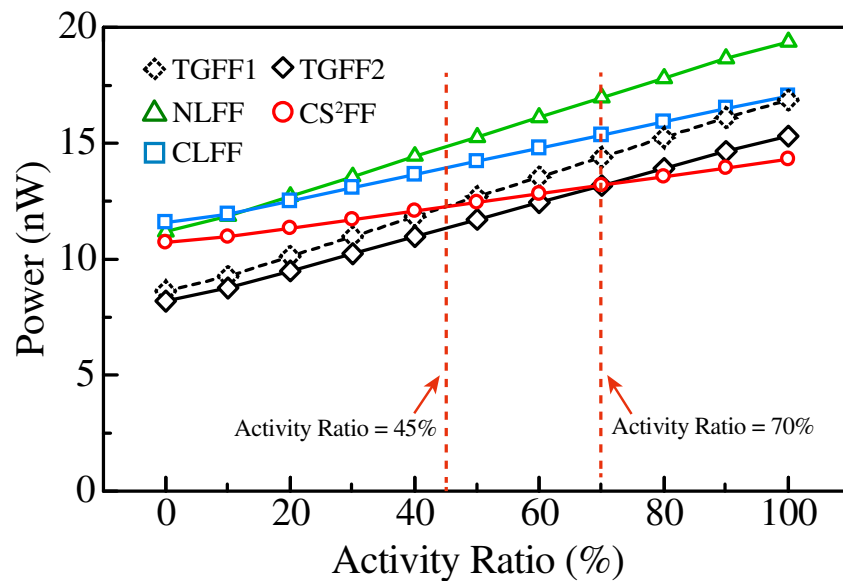 20
TGFF1 TGFF2
NLFF CS²FF
CLFF
15
10
5
0
Power (nW)
Activity Ratio = 45%
Activity Ratio = 70%
0 20 40 60 80 100
Activity Ratio (%)